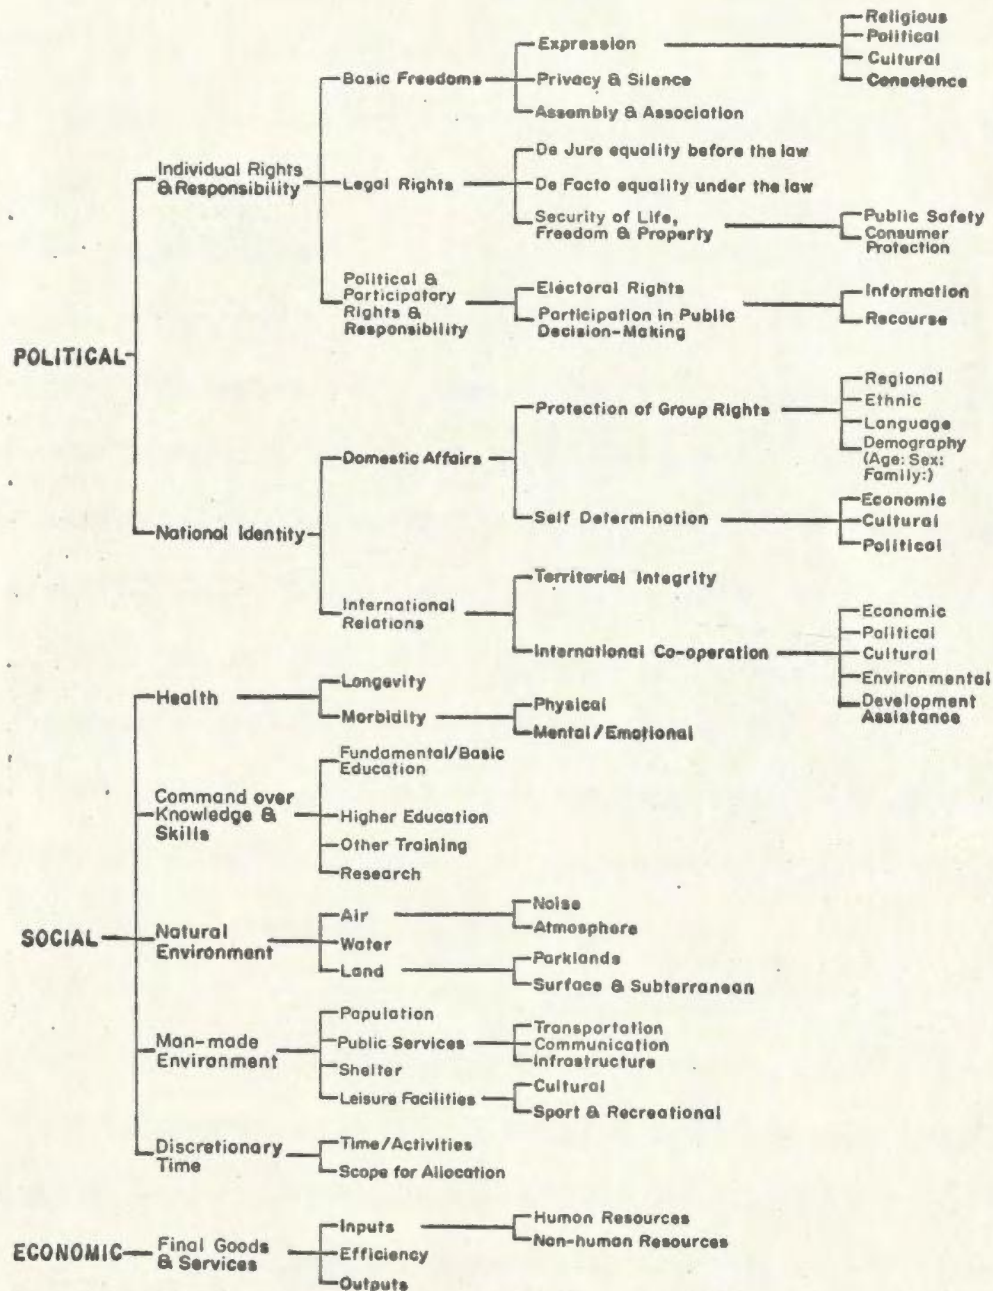 Religious
Political
Cultural
Conscience
Expression
Basic Freedoms
Privacy & Silence
Assembly & Association
De Jure equality before the law
Individual Rights
& Responsibility
Legal Rights
De Facto equality under the law
Security of Life,
Freedom & Property
Public Safety
Consumer
Protection
Political &
Participatory
Rights &
Responsibility
Electoral Rights
Participation in Public
Decision-Making
Information
Recourse
POLITICAL
Regional
Ethnic
Language
Demography
(Age: Sex:
Family:)
Protection of Group Rights
Domestic Affairs
Economic
Cultural
Political
Self Determination
National Identity
Territorial Integrity
International
Relations
Economic
Political
Cultural
Environmental
Development
Assistance
International Co-operation
Health
Longevity
Morbidity
Physical
Mental/Emotional
Fundamental/Basic
Education
Command over
Knowledge &
Skills
Higher Education
Other Training
Research
SOCIAL
Natural
Environment
Air
Noise
Atmosphere
Water
Land
Parklands
Surface & Subterranean
Man-made
Environment
Population
Public Services
Transportation
Communication
Infrastructure
Shelter
Leisure Facilities
Cultural
Sport & Recreational
Discretionary
Time
Time/Activities
Scope for Allocation
ECONOMIC
Final Goods
& Services
Inputs
Human Resources
Non-human Resources
Efficiency
Outputs